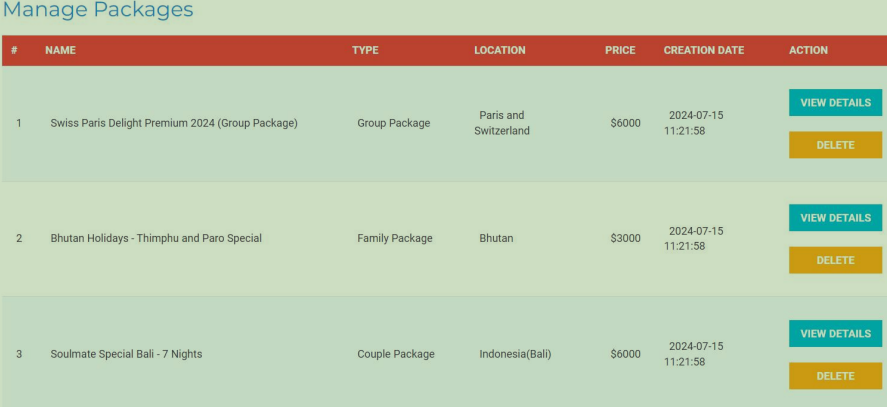 Manage Packages
# NAME TYPE LOCATION PRICE CREATION DATE ACTION
1 Swiss Paris Delight Premium 2024 (Group Package) Group Package Paris and Switzerland $6000 2024-07-15 11:21:58 VIEW DETAILS
DELETE
2 Bhutan Holidays - Thimphu and Paro Special Family Package Bhutan $3000 2024-07-15 11:21:58 VIEW DETAILS
DELETE
3 Soulmate Special Bali - 7 Nights Couple Package Indonesia(Bali) $6000 2024-07-15 11:21:58 VIEW DETAILS
DELETE